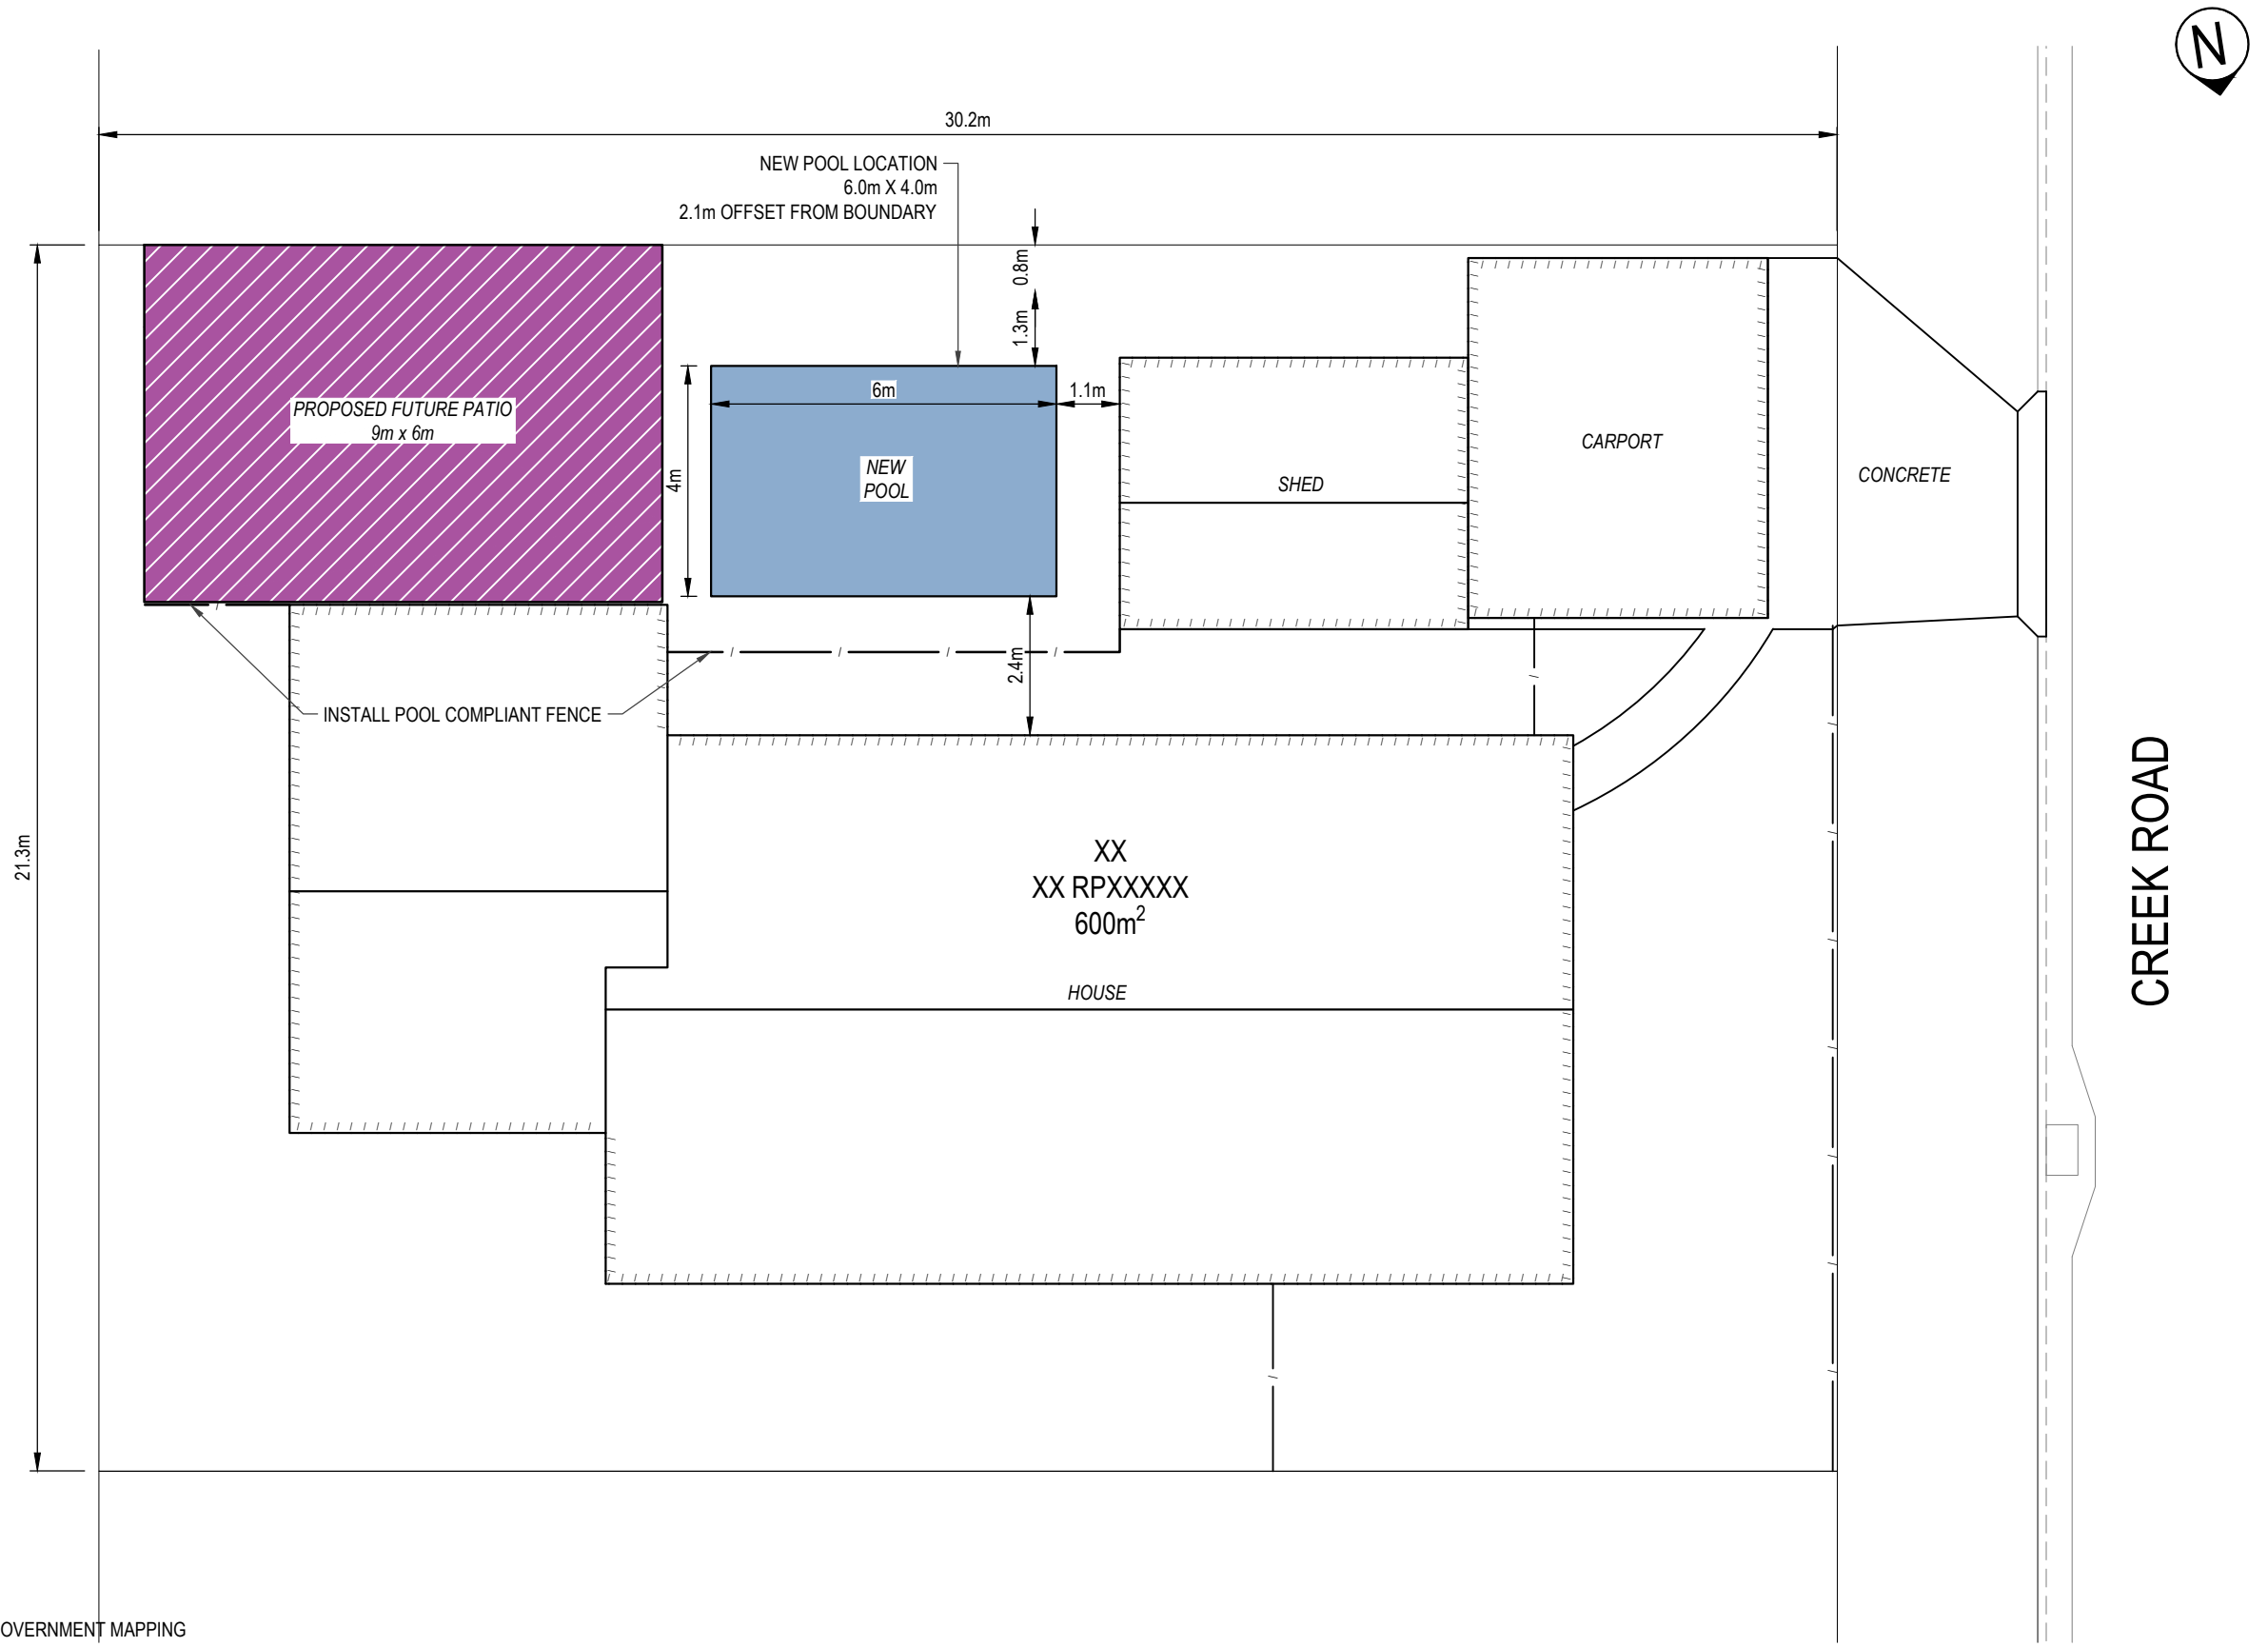 N
30.2m
NEW POOL LOCATION
6.0m X 4.0m
2.1m OFFSET FROM BOUNDARY
0.8m
1.3m
6m
1.1m
4m
PROPOSED FUTURE PATIO
9m x 6m
NEW
POOL
SHED
CARPORT
CONCRETE
2.4m
INSTALL POOL COMPLIANT FENCE
21.3m
XX
XX RPXXXXX
600m²
HOUSE
CREEK ROAD
OVERNMENT MAPPING